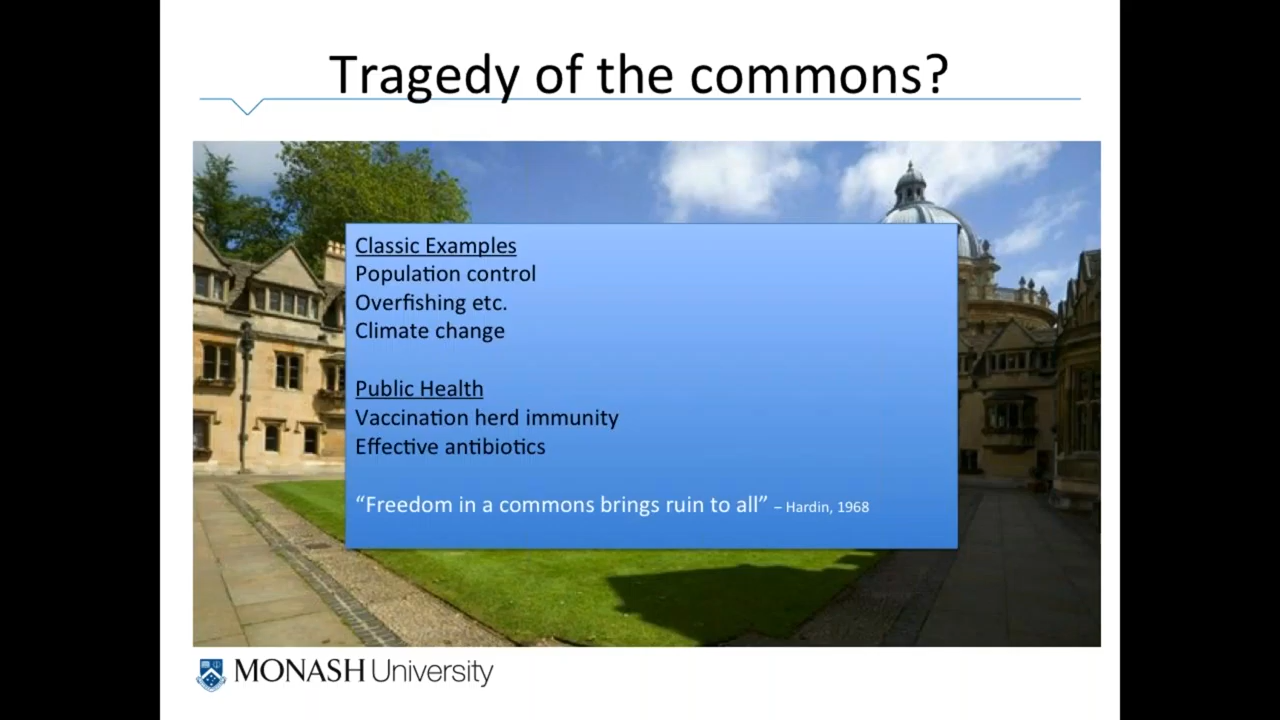 Tragedy of the commons?
Classic Examples
Population control
Overfishing etc.
Climate change
Public Health
Vaccination herd immunity
Effective antibiotics
“Freedom in a commons brings ruin to all” – Hardin, 1968
MONASH University